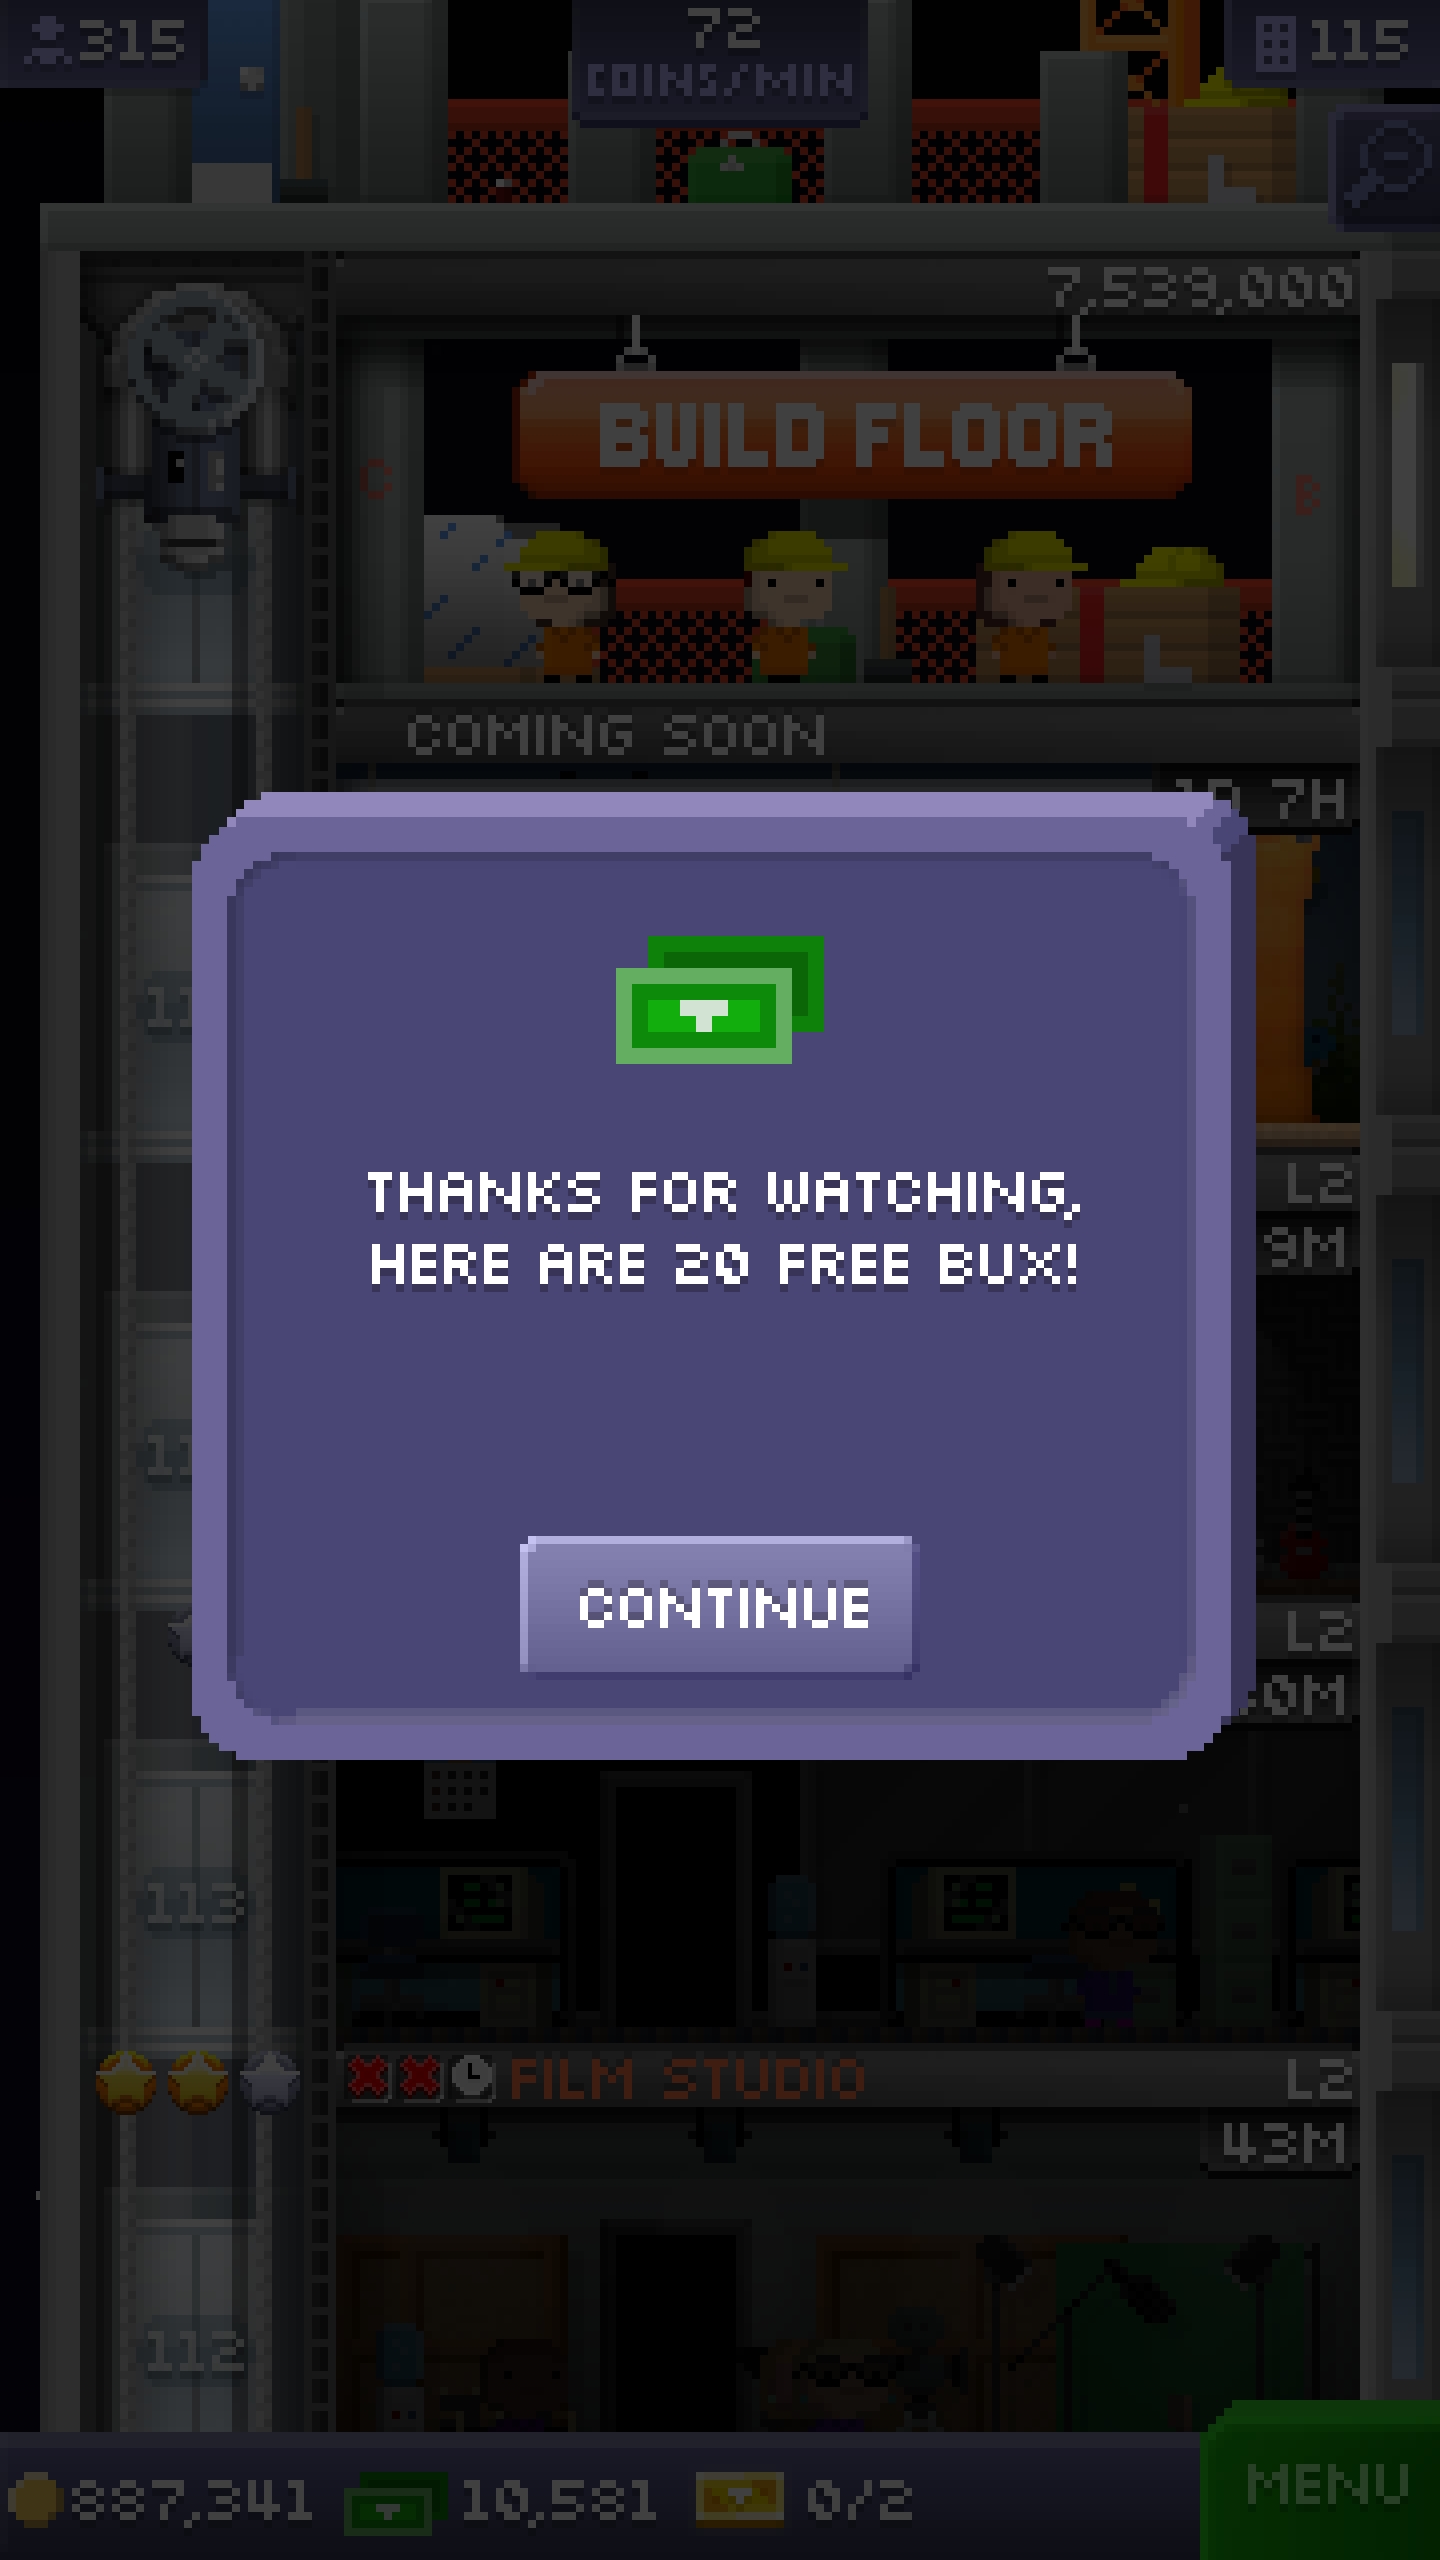 315
72
COINS/MIN
115
7,539,000
BUILD FLOOR
C
B
COMING SOON
7H
L2
9M
THANKS FOR WATCHING,
HERE ARE 20 FREE BUX!
CONTINUE
L2
0M
113
FILM STUDIO
L2
43M
112
887,341
10,581
0/2
MENU